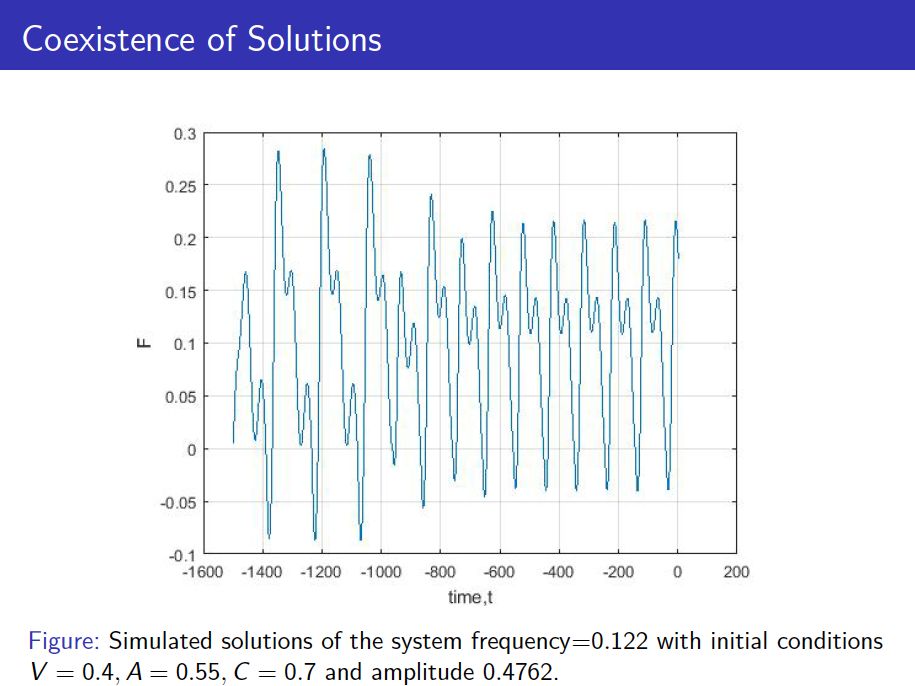 Coexistence of Solutions
0.3
0.25
0.2
0.15
0.1
0.05
0
-0.05
-0.1
F
-1600 -1400 -1200 -1000 -800 -600 -400 -200 0 200
time,t
Figure: Simulated solutions of the system frequency=0.122 with initial conditions
V = 0.4, A = 0.55, C = 0.7 and amplitude 0.4762.